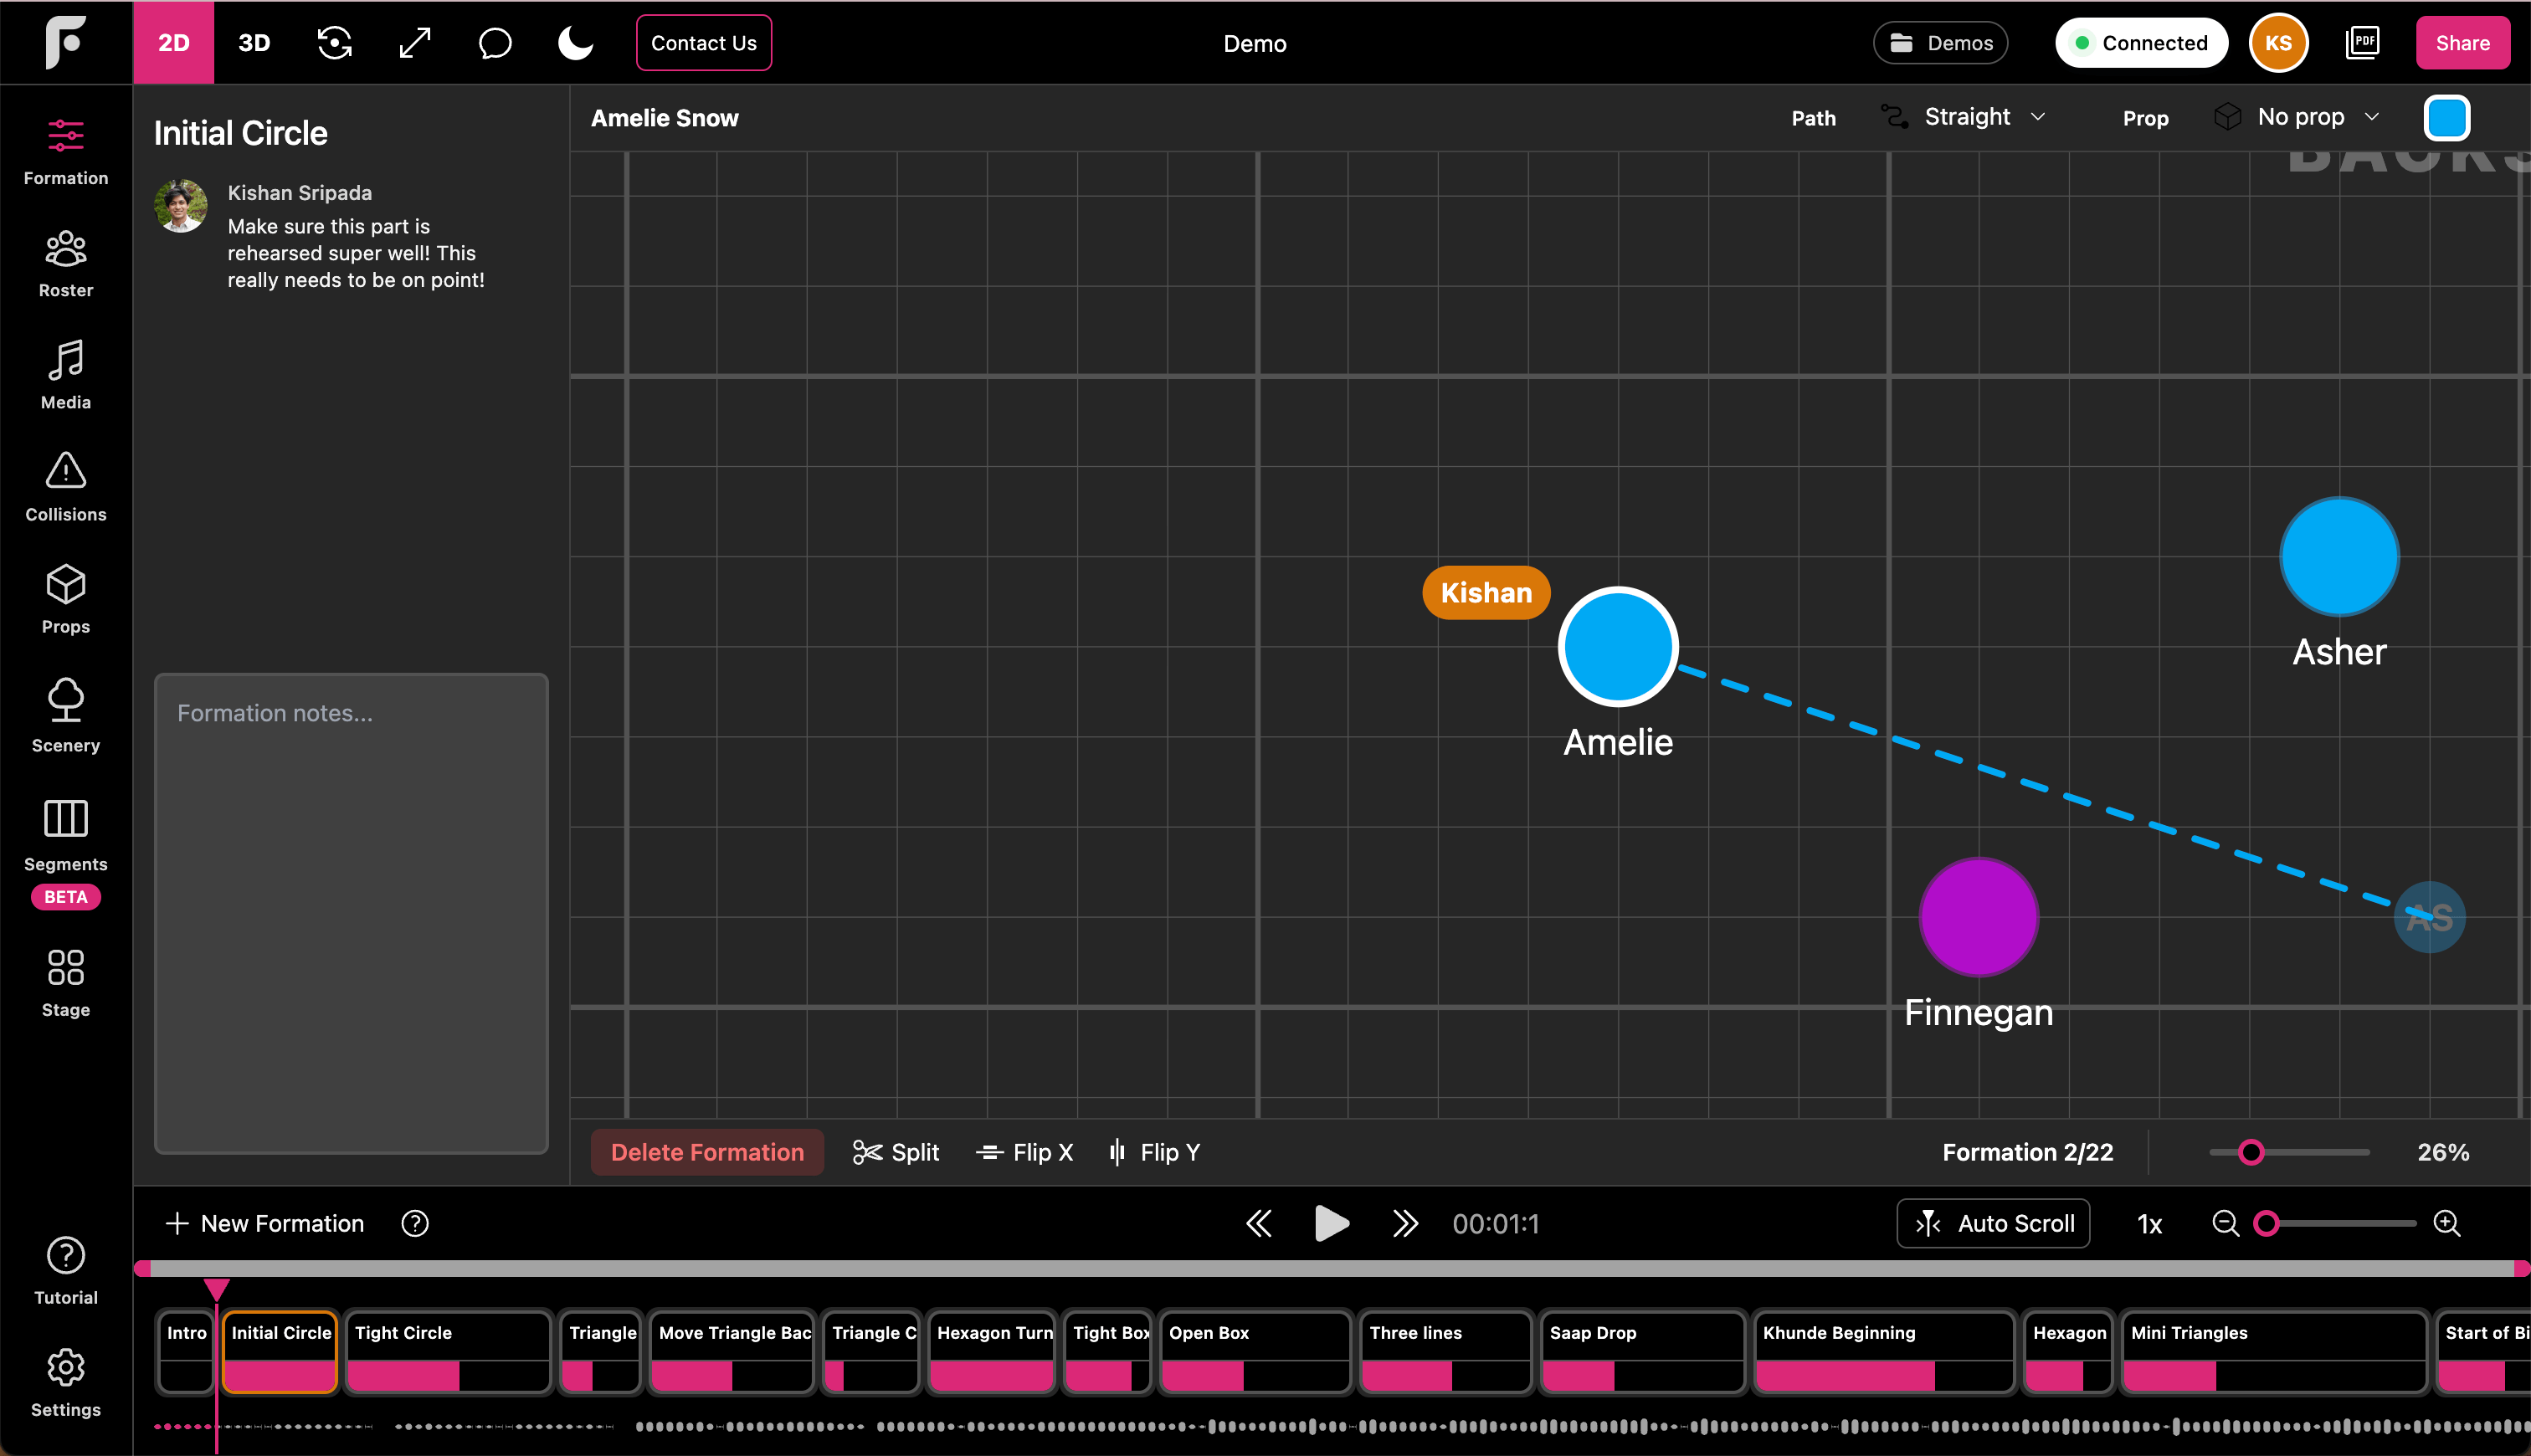 2D
3D
Contact Us
Demo
Demos
Connected
KS
PDF
Share
Formation
Roster
Media
Collisions
Props
Scenery
Segments
BETA
Stage
Tutorial
Settings
Initial Circle
Kishan Sripada
Make sure this part is
rehearsed super well! This
really needs to be on point!
Formation notes...
Amelie Snow
Path
Straight
Prop
No prop
BACKS
Kishan
Amelie
Asher
Finnegan
AS
Delete Formation
Split
Flip X
Flip Y
Formation 2/22
26%
New Formation
00:01:1
Auto Scroll
1x
Intro
Initial Circle
Tight Circle
Triangle
Move Triangle Bac
Triangle C
Hexagon Turn
Tight Box
Open Box
Three lines
Saap Drop
Khunde Beginning
Hexagon
Mini Triangles
Start of Bi